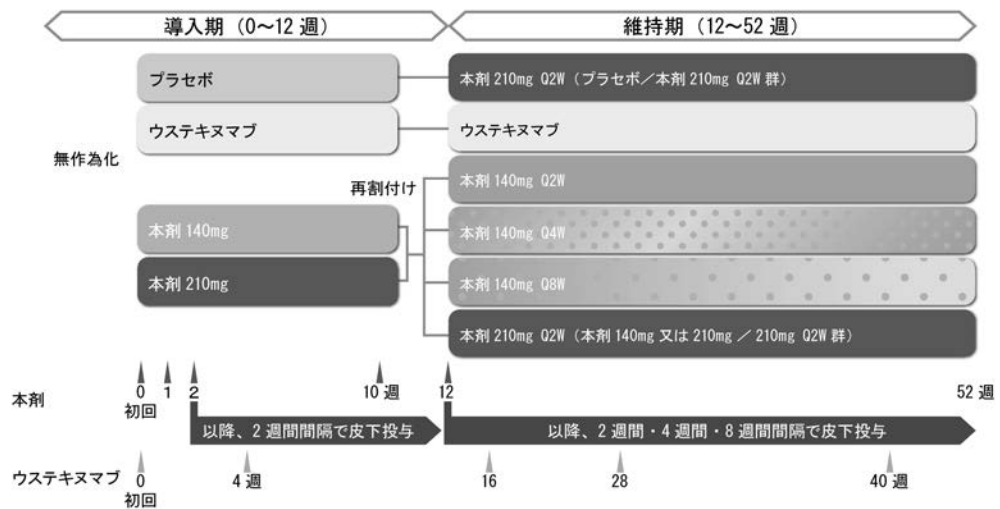 導入期（0～12 週）
維持期（12～52 週）
プラセボ
本剤 210mg Q2W（プラセボ／本剤 210mg Q2W 群）
ウステキヌマブ
ウステキヌマブ
無作為化
再割付け
本剤 140mg Q2W
本剤 140mg
本剤 140mg Q4W
本剤 210mg
本剤 140mg Q8W
本剤 210mg Q2W（本剤 140mg 又は 210mg ／ 210mg Q2W 群）
本剤
0 1 2 10 週 12 52 週
初回
以降、2 週間間隔で皮下投与
以降、2 週間・4 週間・8 週間間隔で皮下投与
ウステキヌマブ 0 4 週 16 28 40 週
初回